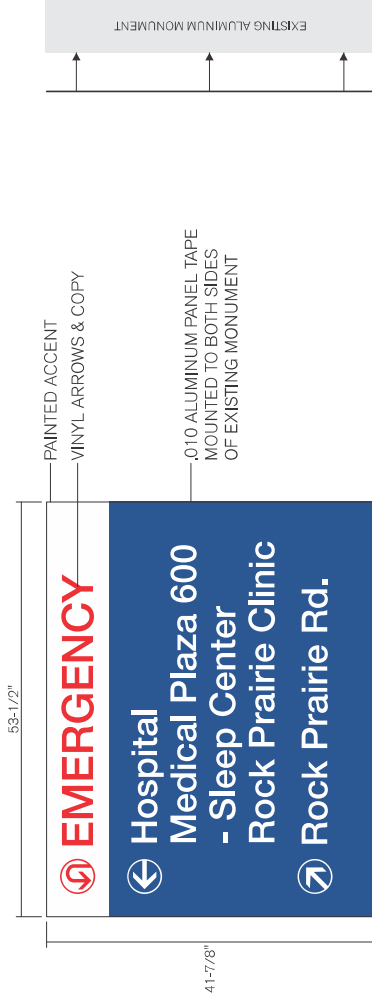 53-1/2"
41-7/8"
EMERGENCY
Hospital
Medical Plaza 600
- Sleep Center
Rock Prairie Clinic
Rock Prairie Rd.
PAINTED ACCENT
VINYL ARROWS & COPY
.010 ALUMINUM PANEL TAPE
MOUNTED TO BOTH SIDES
OF EXISTING MONUMENT
EXISTING ALUMINUM MONUMENT